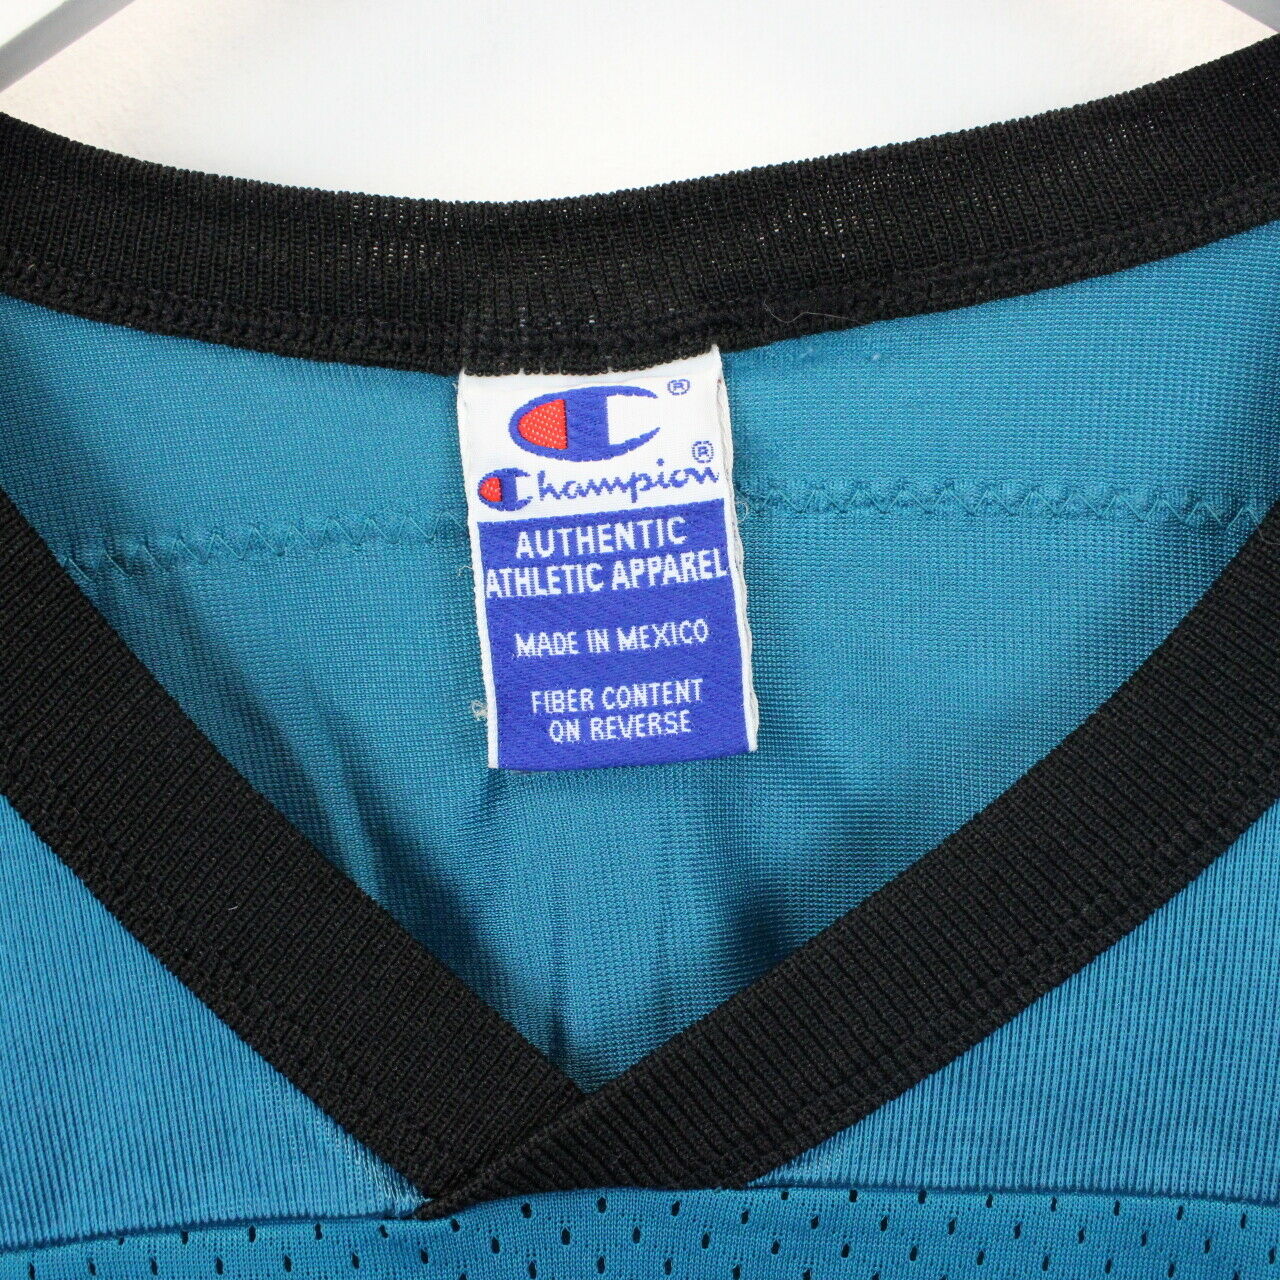 ®
Champion®
AUTHENTIC
ATHLETIC APPAREL
MADE IN MEXICO
FIBER CONTENT
ON REVERSE